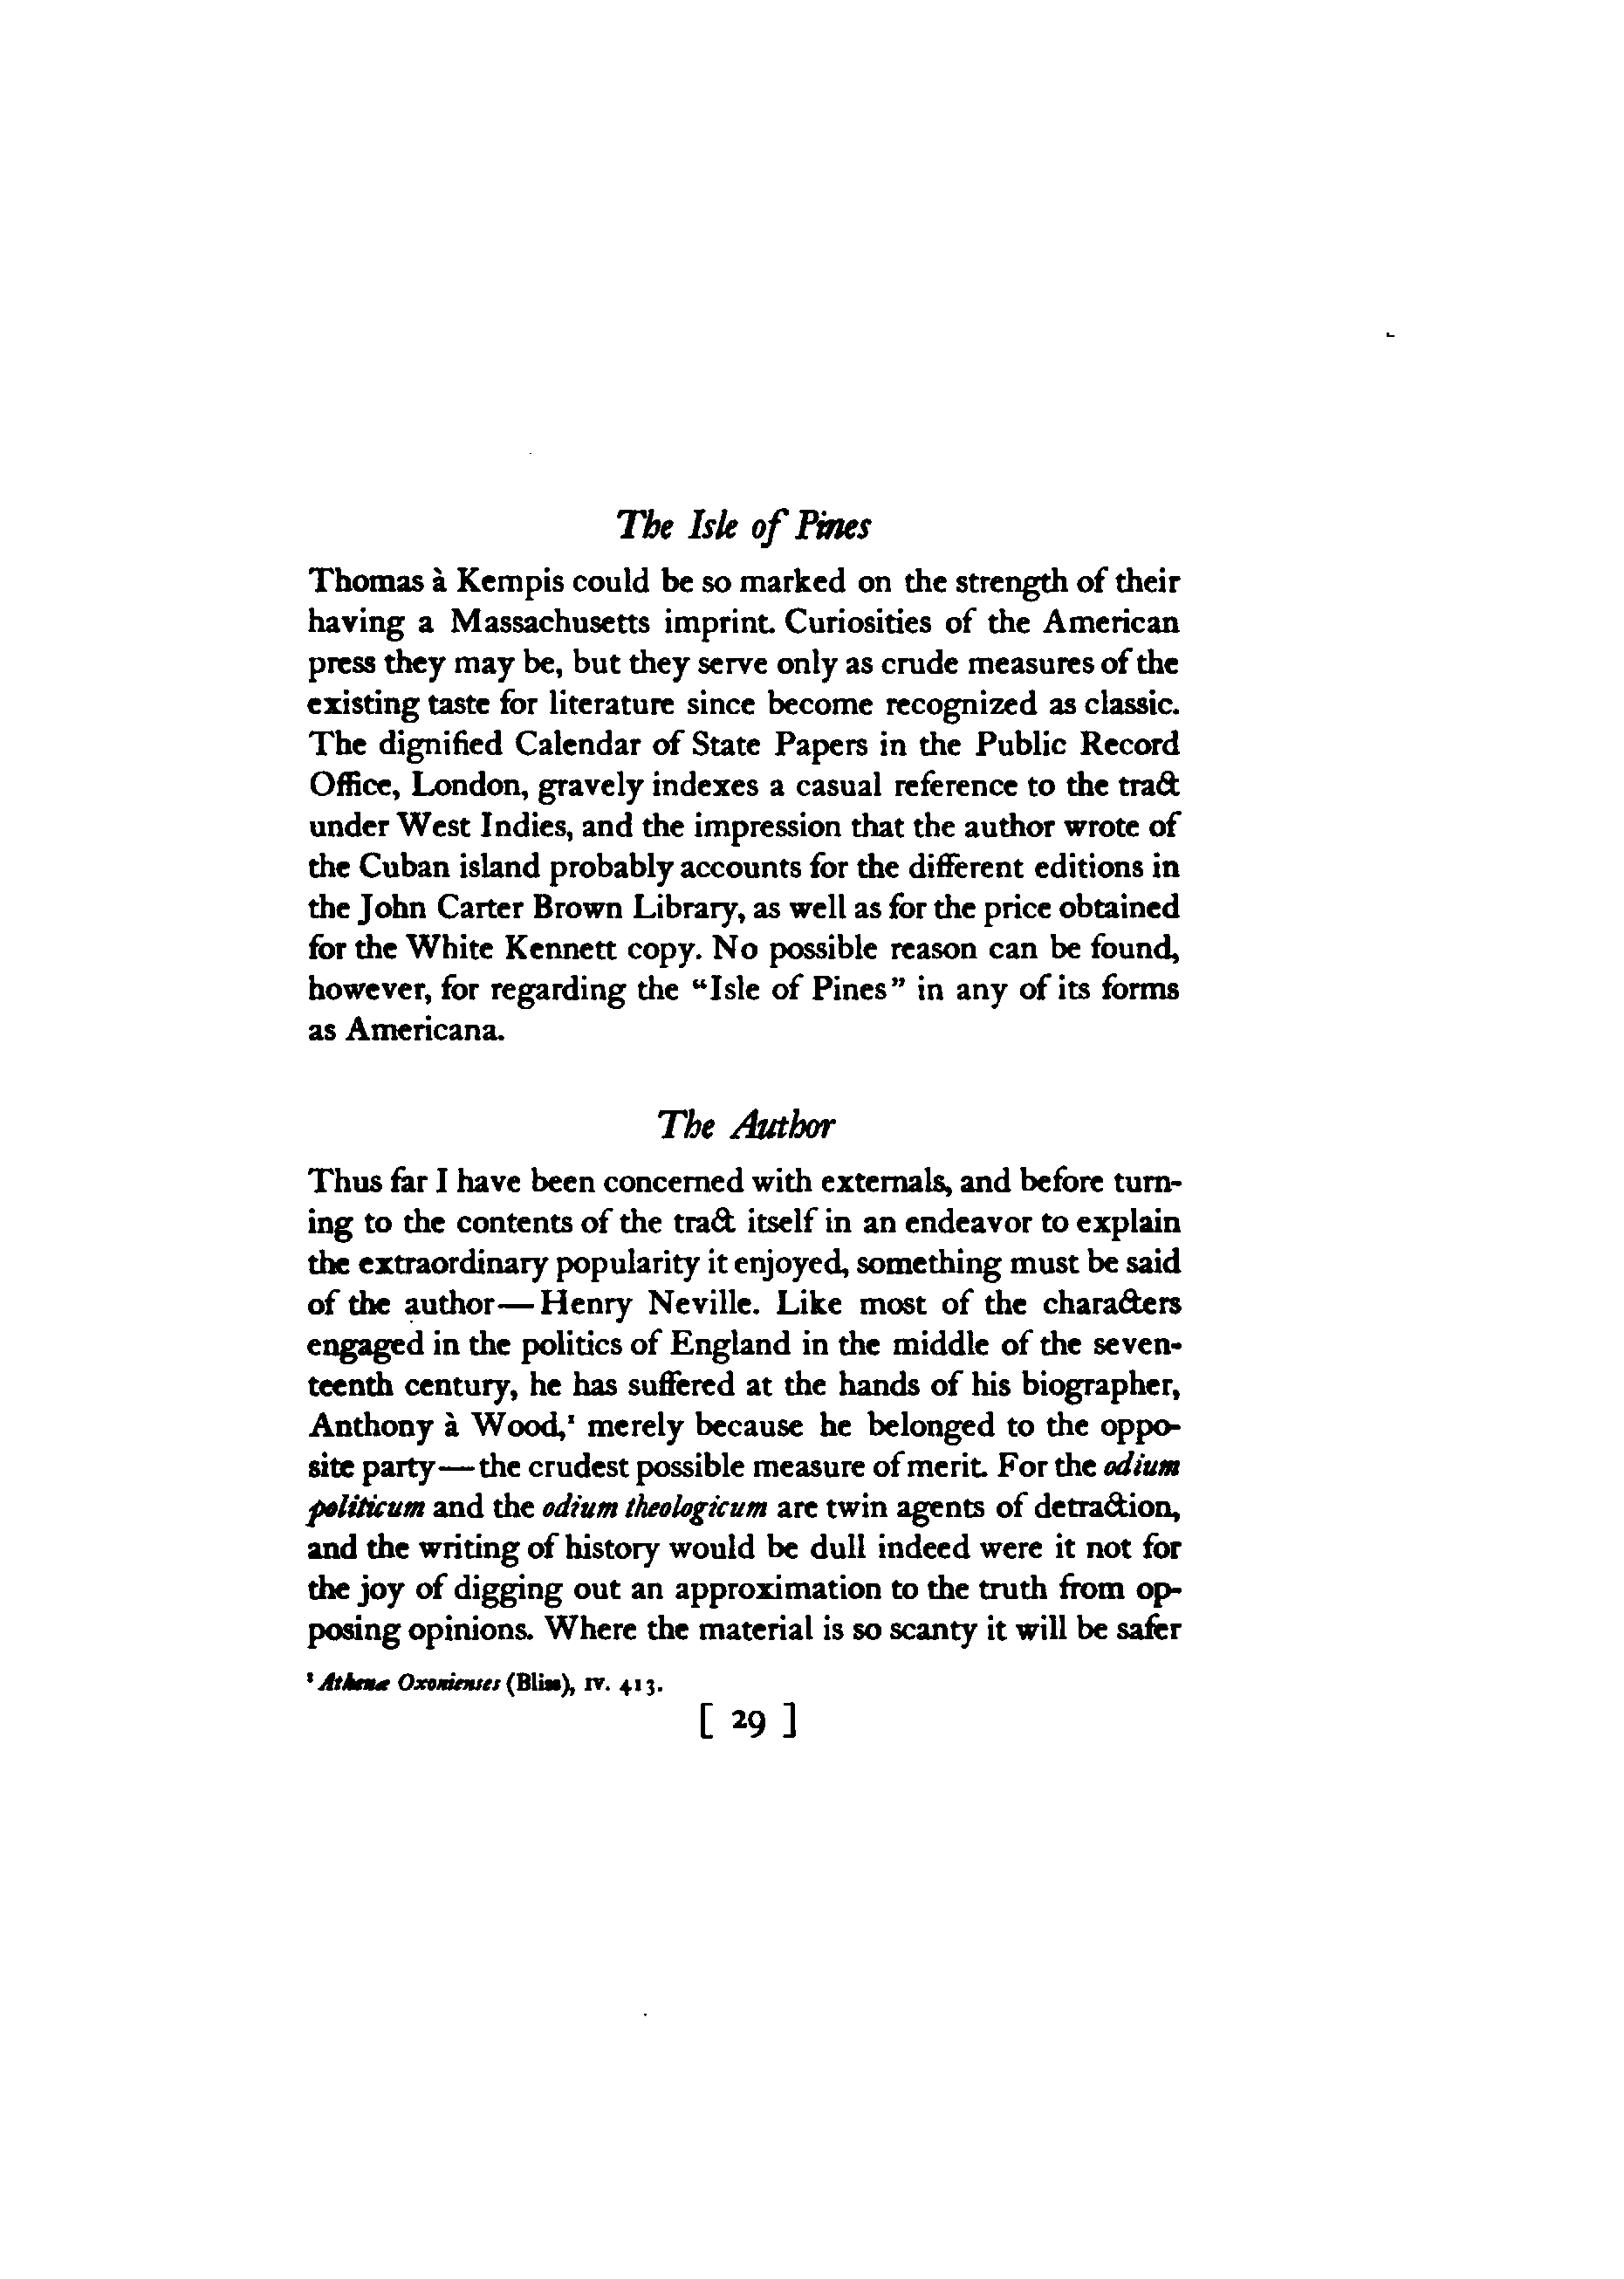 The Isle of Pines
Thomas à Kempis could be so marked on the strength of their
having a Massachusetts imprint. Curiosities of the American
press they may be, but they serve only as crude measures of the
existing taste for literature since become recognized as classic.
The dignified Calendar of State Papers in the Public Record
Office, London, gravely indexes a casual reference to the tract
under West Indies, and the impression that the author wrote of
the Cuban island probably accounts for the different editions in
the John Carter Brown Library, as well as for the price obtained
for the White Kennett copy. No possible reason can be found,
however, for regarding the “Isle of Pines” in any of its forms
as Americana.
The Author
Thus far I have been concerned with externals, and before turn-
ing to the contents of the tract itself in an endeavor to explain
the extraordinary popularity it enjoyed, something must be said
of the author—Henry Neville. Like most of the characters
engaged in the politics of England in the middle of the seven-
teenth century, he has suffered at the hands of his biographer,
Anthony à Wood,¹ merely because he belonged to the oppo-
site party—the crudest possible measure of merit. For the odium
politicum and the odium theologicum are twin agents of detraction,
and the writing of history would be dull indeed were it not for
the joy of digging out an approximation to the truth from op-
posing opinions. Where the material is so scanty it will be safer
¹ Athenæ Oxonienses (Bliss), IV. 413.
[ 29 ]